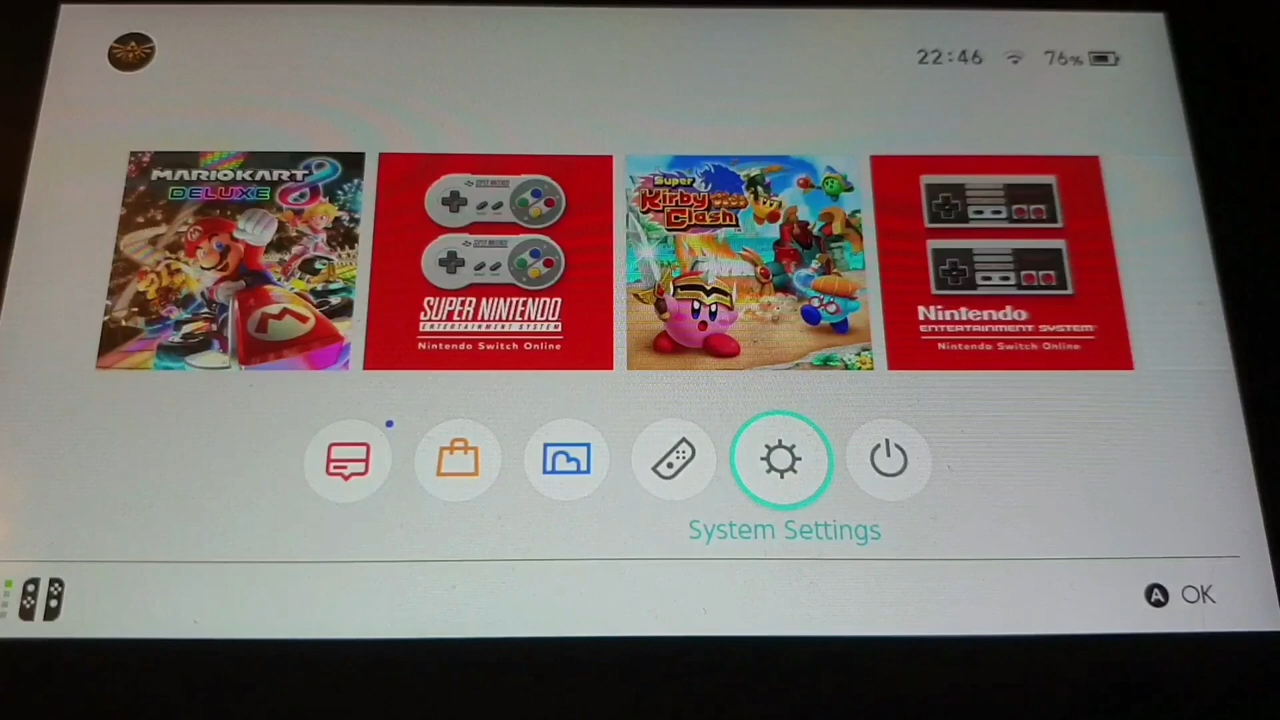 22:46 76%
MARIOKART 8
DELUXE
SUPER NINTENDO
ENTERTAINMENT SYSTEM
Nintendo Switch Online
Super
Kirby
Clash
Nintendo
ENTERTAINMENT SYSTEM
Nintendo Switch Online
System Settings
A OK